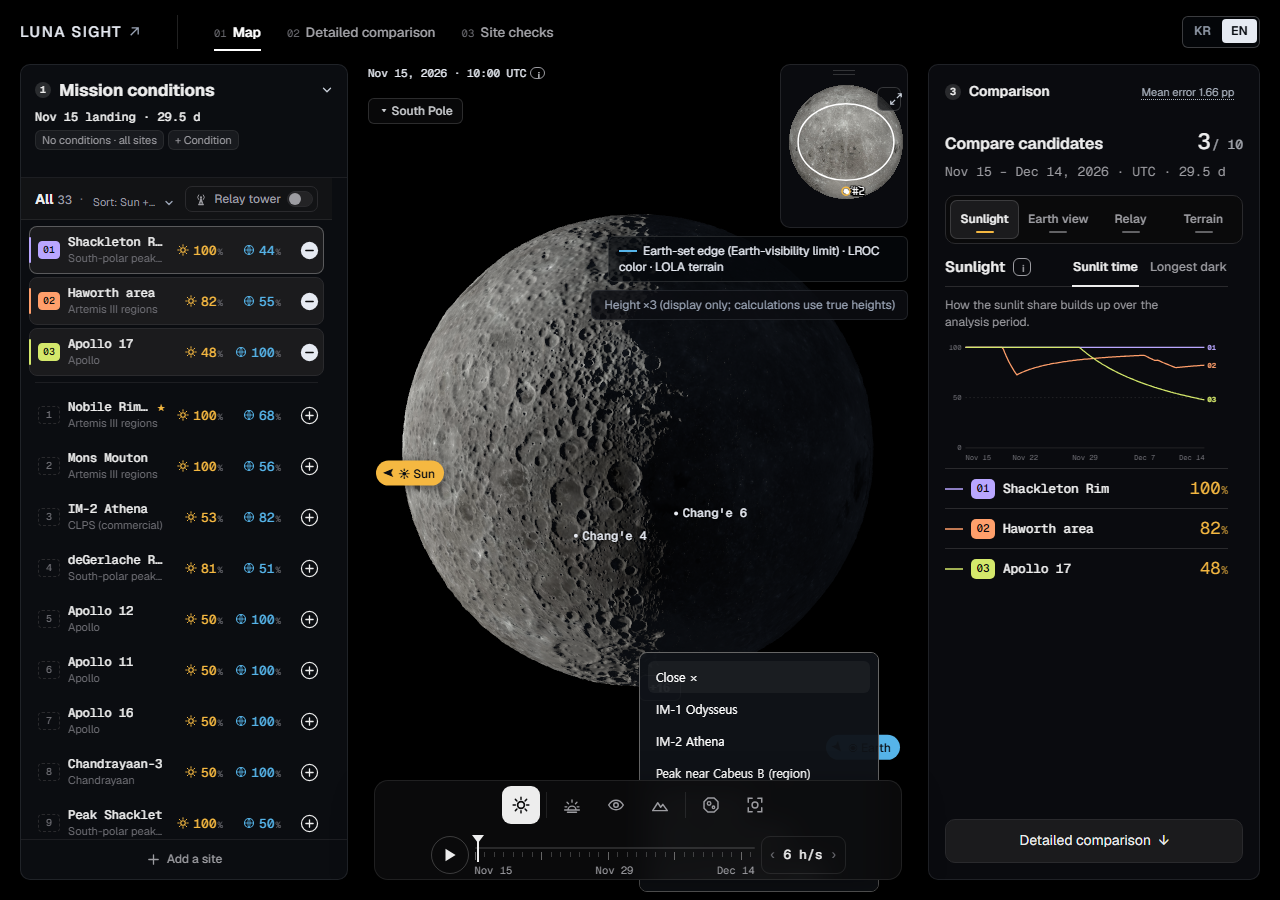 LUNA SIGHT ↗
01 Map
02 Detailed comparison
03 Site checks
KR EN
1 Mission conditions
Nov 15 landing · 29.5 d
No conditions · all sites + Condition
All 33 · Sort: Sun +… Relay tower
01 Shackleton R… 100% 44%
South-polar peak…
02 Haworth area 82% 55%
Artemis III regions
03 Apollo 17 48% 100%
Apollo
1 Nobile Rim… ★ 100% 68%
Artemis III regions
2 Mons Mouton 100% 56%
Artemis III regions
3 IM-2 Athena 53% 82%
CLPS (commercial)
4 deGerlache R… 81% 51%
South-polar peak…
5 Apollo 12 50% 100%
Apollo
6 Apollo 11 50% 100%
Apollo
7 Apollo 16 50% 100%
Apollo
8 Chandrayaan-3 50% 100%
Chandrayaan
9 Peak Shacklet 100% 50%
South-polar peak…
+ Add a site
Nov 15, 2026 · 10:00 UTC i
South Pole
#2
Earth-set edge (Earth-visibility limit) · LROC
color · LOLA terrain
Height ×3 (display only; calculations use true heights)
Sun
Chang'e 6
Chang'e 4
Close ×
IM-1 Odysseus
IM-2 Athena
Peak near Cabeus B (region)
6 h/s
Nov 15 Nov 29 Dec 14
3 Comparison Mean error 1.66 pp
Compare candidates 3 / 10
Nov 15 – Dec 14, 2026 · UTC · 29.5 d
Sunlight Earth view Relay Terrain
Sunlight i Sunlit time Longest dark
How the sunlit share builds up over the
analysis period.
100
50
0
01
02
03
Nov 15 Nov 22 Nov 29 Dec 7 Dec 14
01 Shackleton Rim 100%
02 Haworth area 82%
03 Apollo 17 48%
Detailed comparison ↓